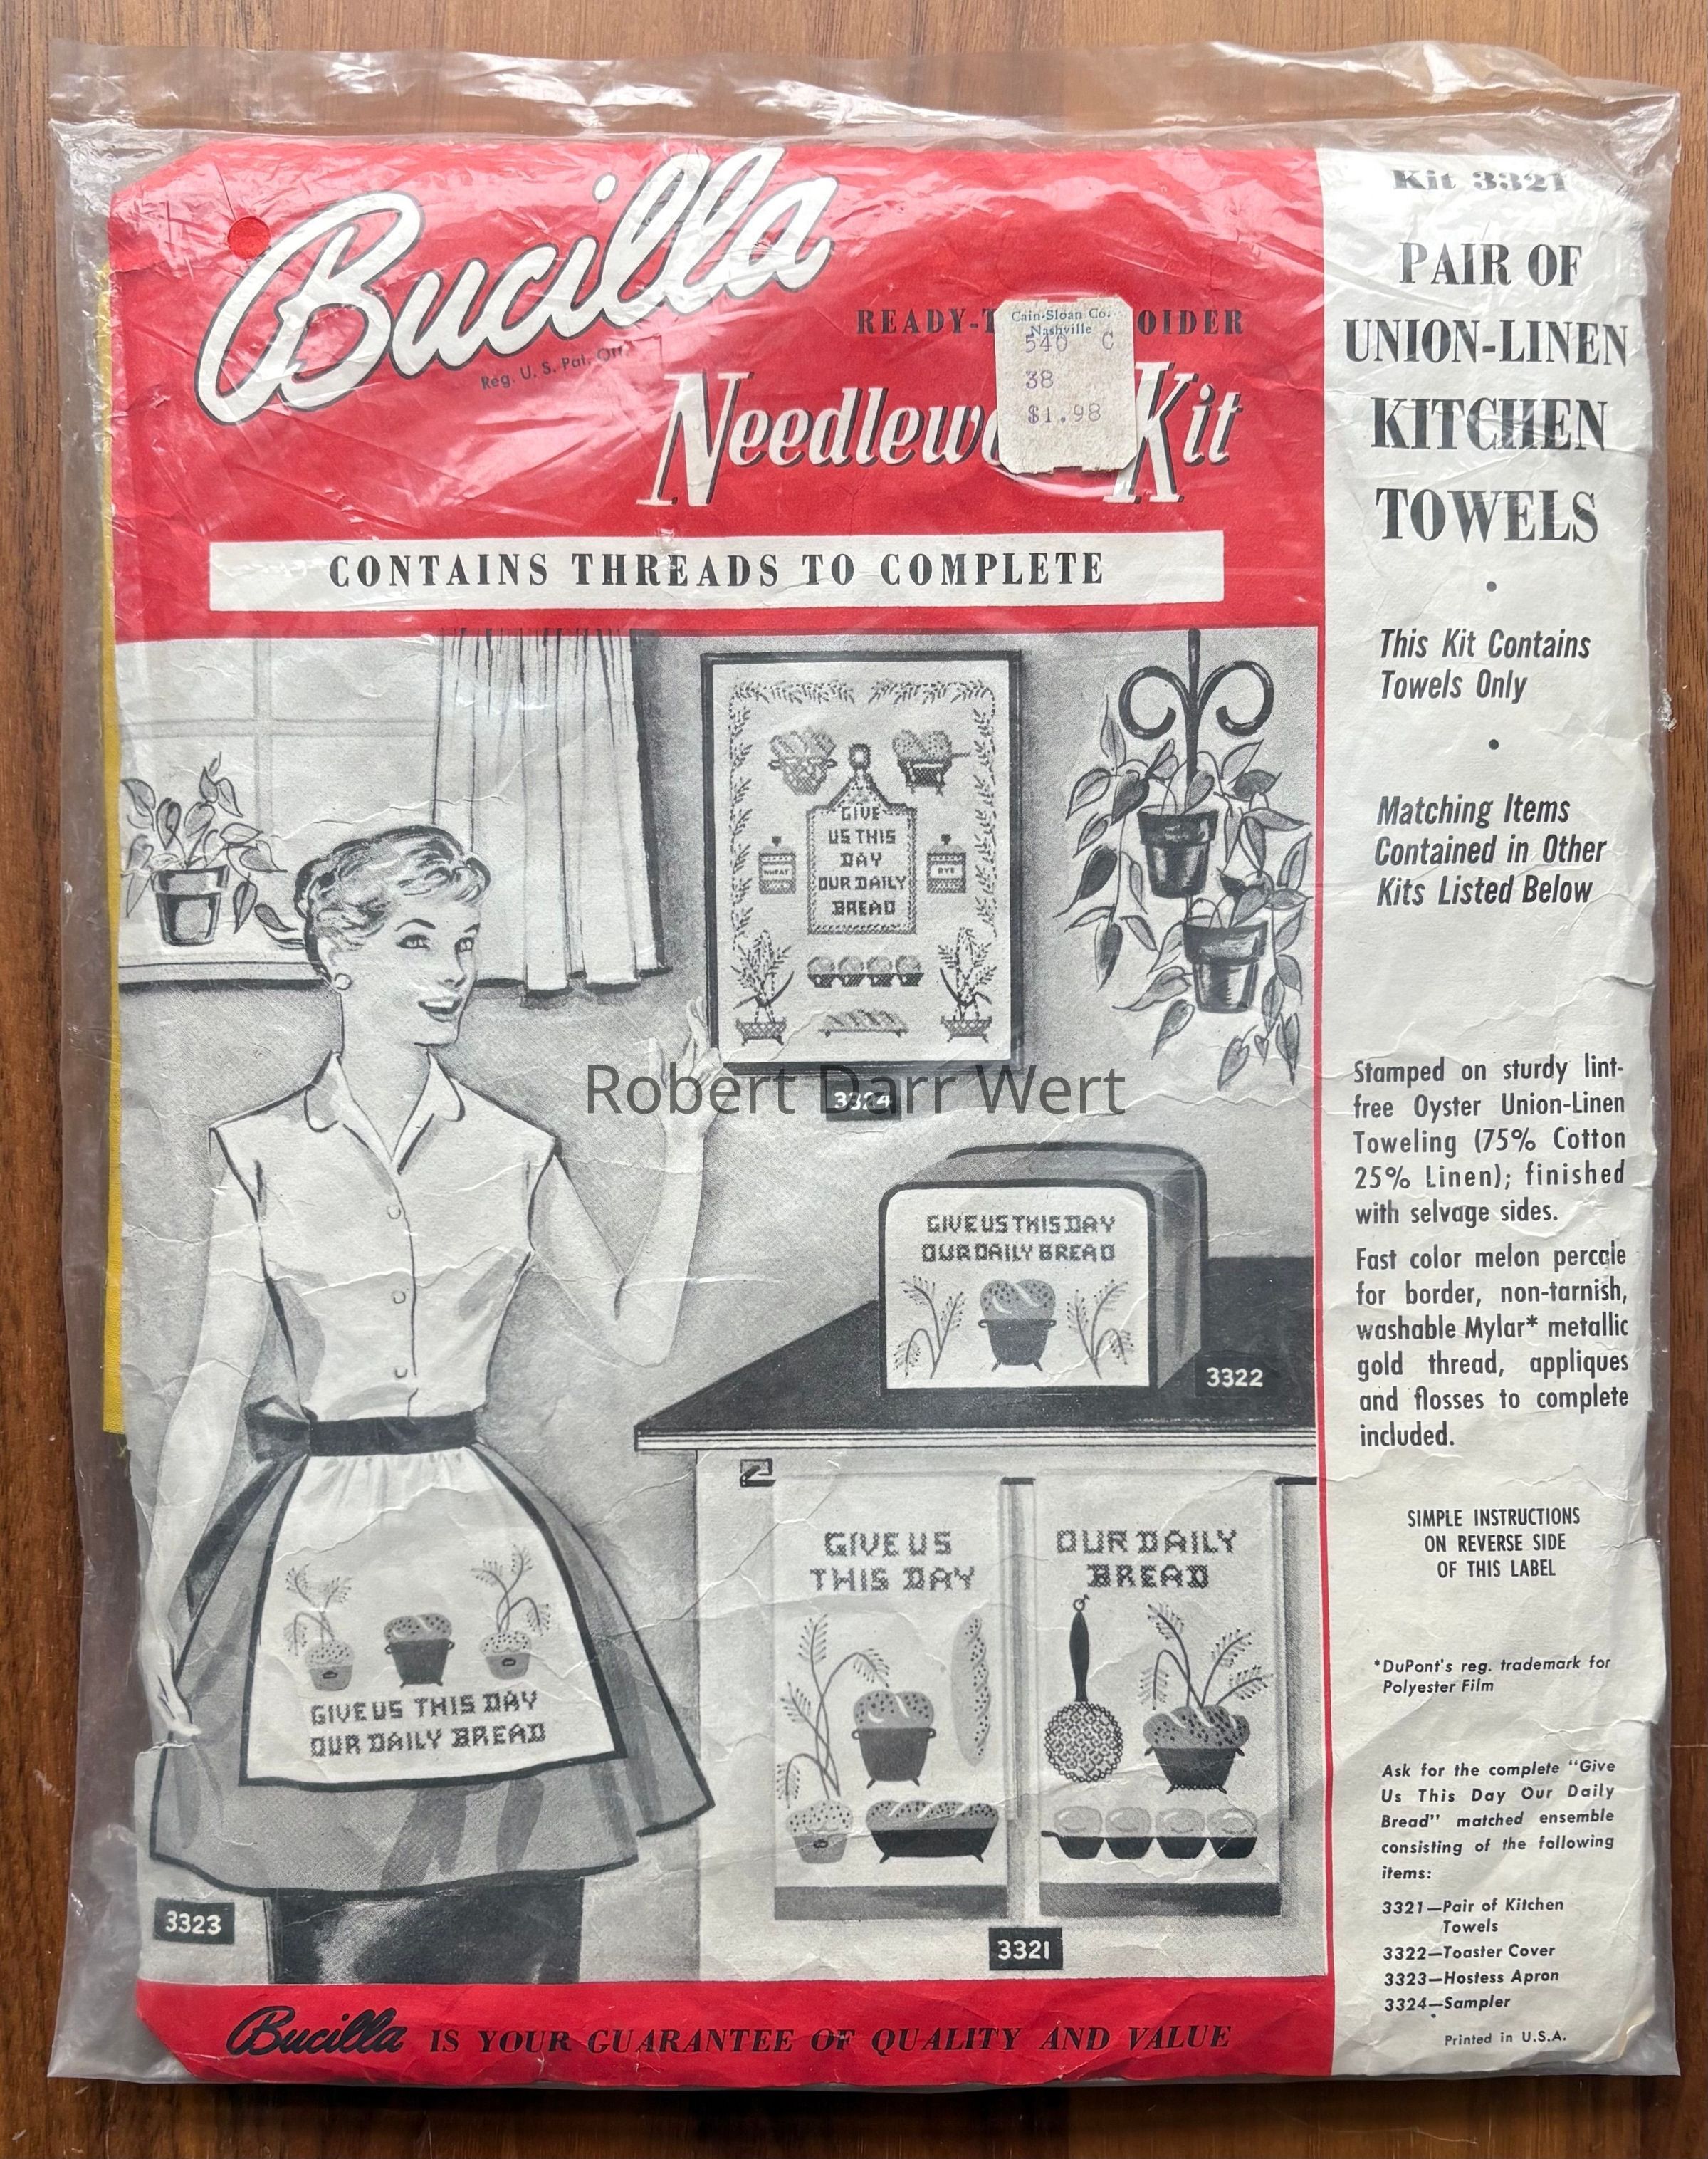 Bucilla
Reg. U. S. Pat. Off.
READY-T OIDER
Cain-Sloan Co.
Nashville
540 C
38
$1.98
Needlewo Kit
CONTAINS THREADS TO COMPLETE
Kit 3321
PAIR OF
UNION-LINEN
KITCHEN
TOWELS
•
This Kit Contains
Towels Only
•
Matching Items
Contained in Other
Kits Listed Below
Stamped on sturdy lint-
free Oyster Union-Linen
Toweling (75% Cotton
25% Linen); finished
with selvage sides.
Fast color melon percale
for border, non-tarnish,
washable Mylar* metallic
gold thread, appliques
and flosses to complete
included.
SIMPLE INSTRUCTIONS
ON REVERSE SIDE
OF THIS LABEL
*DuPont's reg. trademark for
Polyester Film
Ask for the complete "Give
Us This Day Our Daily
Bread" matched ensemble
consisting of the following
items:
3321—Pair of Kitchen
Towels
3322—Toaster Cover
3323—Hostess Apron
3324—Sampler
Printed in U.S.A.
GIVE
US THIS
DAY
OUR DAILY
BREAD
WHEAT
RYE
3324
Robert Darr Wert
GIVE US THIS DAY
OUR DAILY BREAD
3322
GIVE US THIS DAY
OUR DAILY BREAD
3323
GIVE US
THIS DAY
OUR DAILY
BREAD
3321
Bucilla IS YOUR GUARANTEE OF QUALITY AND VALUE